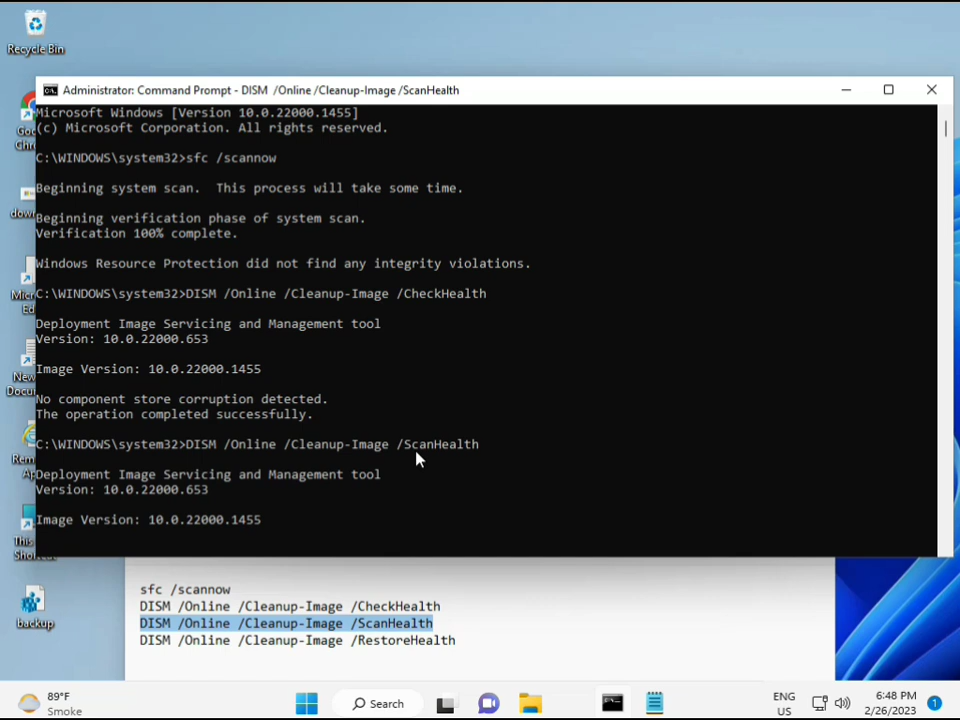 Recycle Bin
Administrator: Command Prompt - DISM /Online /Cleanup-Image /ScanHealth
Microsoft Windows [Version 10.0.22000.1455]
(c) Microsoft Corporation. All rights reserved.
C:\WINDOWS\system32>sfc /scannow
Beginning system scan.  This process will take some time.
Beginning verification phase of system scan.
Verification 100% complete.
Windows Resource Protection did not find any integrity violations.
C:\WINDOWS\system32>DISM /Online /Cleanup-Image /CheckHealth
Deployment Image Servicing and Management tool
Version: 10.0.22000.653
Image Version: 10.0.22000.1455
No component store corruption detected.
The operation completed successfully.
C:\WINDOWS\system32>DISM /Online /Cleanup-Image /ScanHealth
Deployment Image Servicing and Management tool
Version: 10.0.22000.653
Image Version: 10.0.22000.1455
backup
sfc /scannow
DISM /Online /Cleanup-Image /CheckHealth
DISM /Online /Cleanup-Image /ScanHealth
DISM /Online /Cleanup-Image /RestoreHealth
89°F
Smoke
Search
ENG
US
6:48 PM
2/26/2023
1